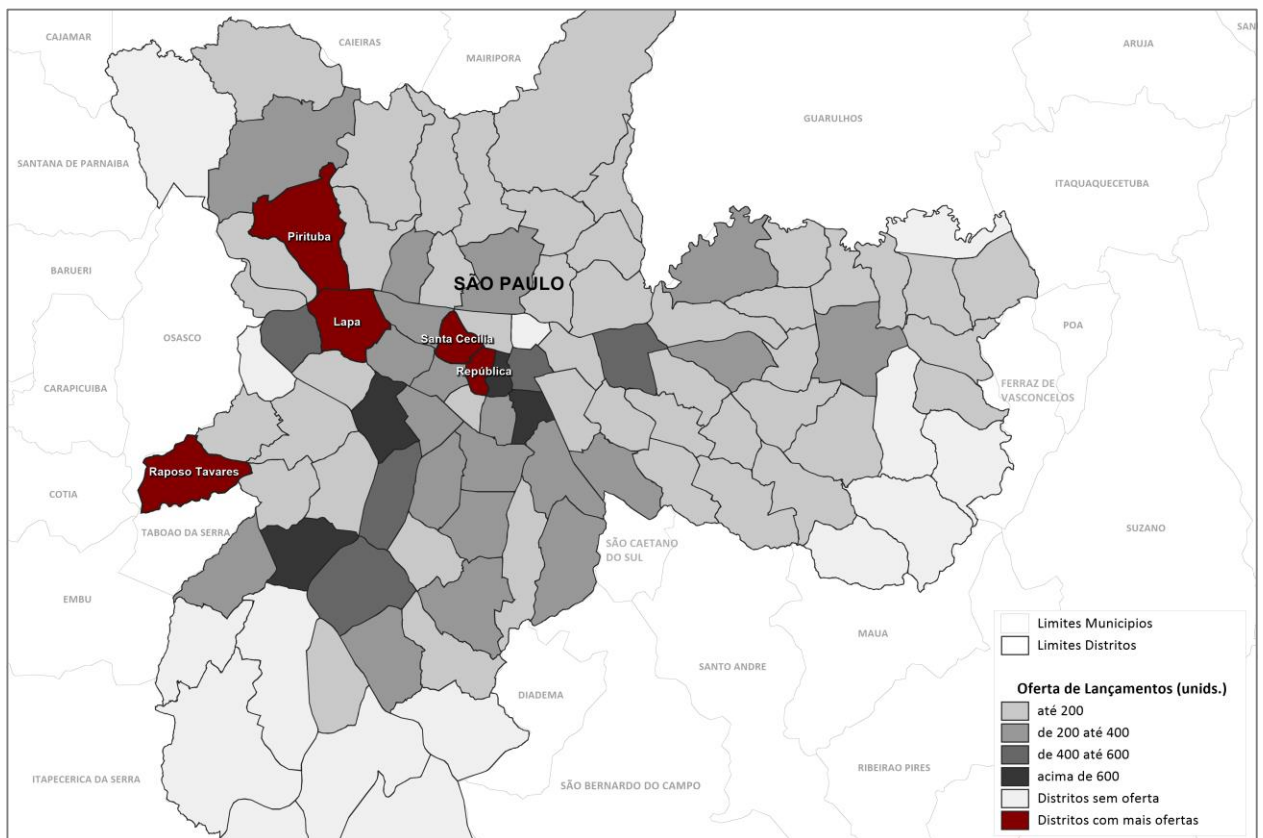 CAJAMAR
CAIEIRAS
MAIRIPORA
ARUJA
SAN
GUARULHOS
SANTANA DE PARNAIBA
ITAQUAQUECETUBA
Pirituba
BARUERI
SÃO PAULO
Lapa
OSASCO
Santa Cecília
POA
República
CARAPICUIBA
FERRAZ DE
VASCONCELOS
Raposo Tavares
COTIA
TABOAO DA SERRA
SUZANO
SÃO CAETANO
DO SUL
EMBU
MAUA
SANTO ANDRE
DIADEMA
RIBEIRAO PIRES
ITAPECERICA DA SERRA
SÃO BERNARDO DO CAMPO
Limites Municipios
Limites Distritos
Oferta de Lançamentos (unids.)
até 200
de 200 até 400
de 400 até 600
acima de 600
Distritos sem oferta
Distritos com mais ofertas